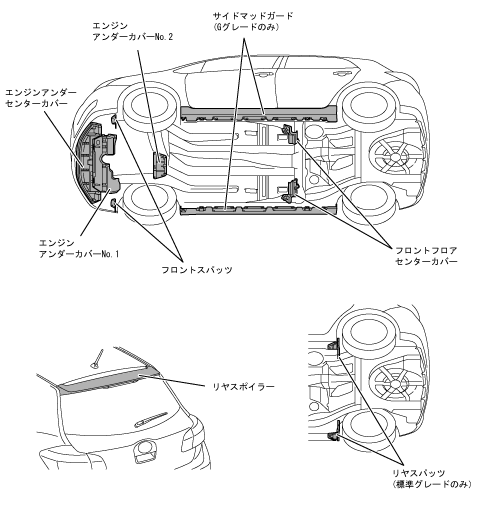 サイドマッドガード
(Gグレードのみ)
エンジン
アンダーカバーNo.2
エンジンアンダー
センターカバー
エンジン
アンダーカバーNo.1
フロントスパッツ
フロントフロア
センターカバー
リヤスポイラー
リヤスパッツ
(標準グレードのみ)